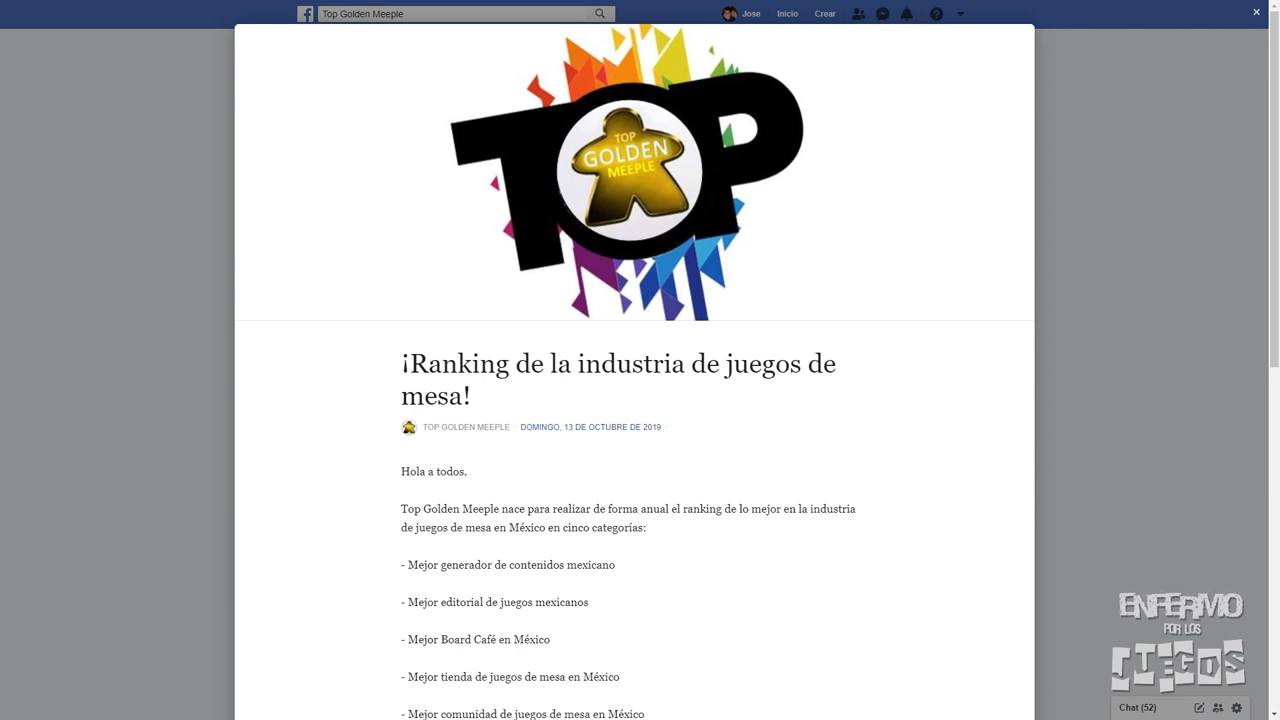 Top Golden Meeple
Jose
Inicio
Crear
TOP
TOP
GOLDEN
MEEPLE
¡Ranking de la industria de juegos de
mesa!
TOP GOLDEN MEEPLE · DOMINGO, 13 DE OCTUBRE DE 2019 ·
Hola a todos.
Top Golden Meeple nace para realizar de forma anual el ranking de lo mejor en la industria
de juegos de mesa en México en cinco categorías:
- Mejor generador de contenidos mexicano
- Mejor editorial de juegos mexicanos
- Mejor Board Café en México
- Mejor tienda de juegos de mesa en México
- Mejor comunidad de juegos de mesa en México
ENFERMO
POR LOS
JUEGOS
Chat (52)